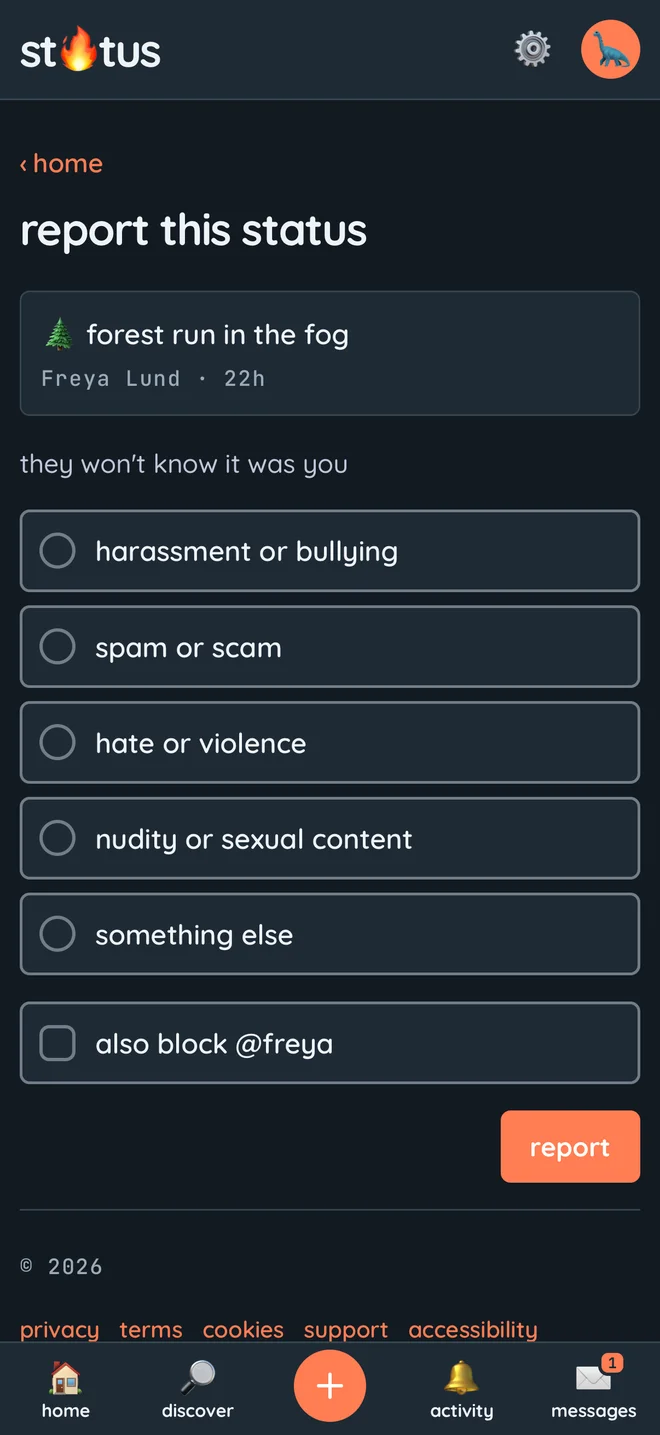 st🔥tus
‹ home
report this status
🌲 forest run in the fog
Freya Lund · 22h
they won't know it was you
harassment or bullying
spam or scam
hate or violence
nudity or sexual content
something else
also block @freya
report
© 2026
privacy terms cookies support accessibility
1
home discover + activity messages